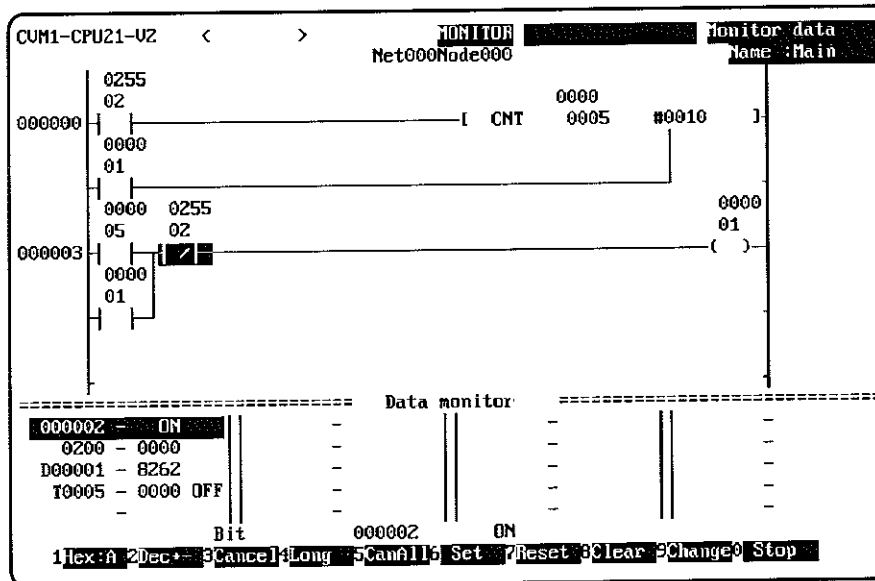 CVM1-CPU21-V2 < > MONITOR Monitor data
Net000Node000 Name :Main
0255
02 0000
000000 [ CNT 0005 #0010 ]
0000
01
0000 0255 0000
05 02 01
000003 ( )
0000
01
Data monitor
000002 - ON - - -
0200 - 0000 - - -
D00001 - 8262 - - -
T0005 - 0000 OFF - - -
- - - -
Bit 000002 ON
1Hex:A 2Dec+- 3Cancel 4Long 5CanAll 6 Set 7Reset 8Clear 9Change 0 Stop